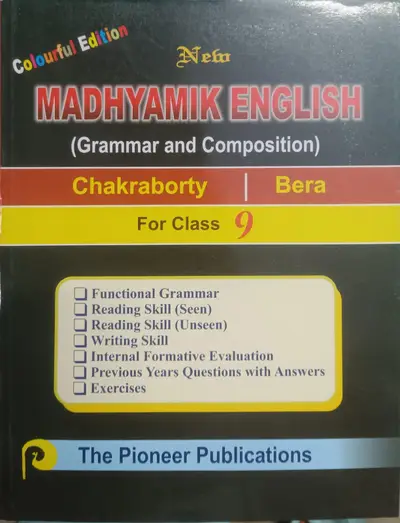 Colourful Edition
New
MADHYAMIK ENGLISH
(Grammar and Composition)
Chakraborty | Bera
For Class 9
Functional Grammar
Reading Skill (Seen)
Reading Skill (Unseen)
Writing Skill
Internal Formative Evaluation
Previous Years Questions with Answers
Exercises
The Pioneer Publications